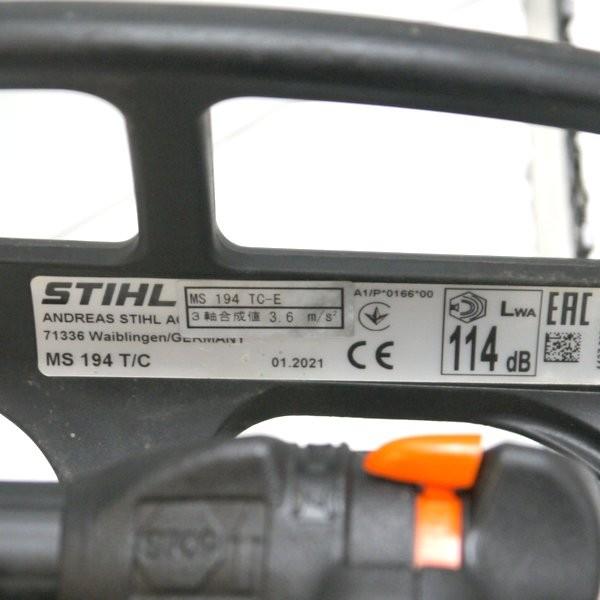 STIHL
MS 194 TC-E
3軸合成値 3.6 m/s²
ANDREAS STIHL AG
71336 Waiblingen/GERMANY
MS 194 T/C
01.2021
A1/P*0166*00
CE
LWA
114 dB
EAC